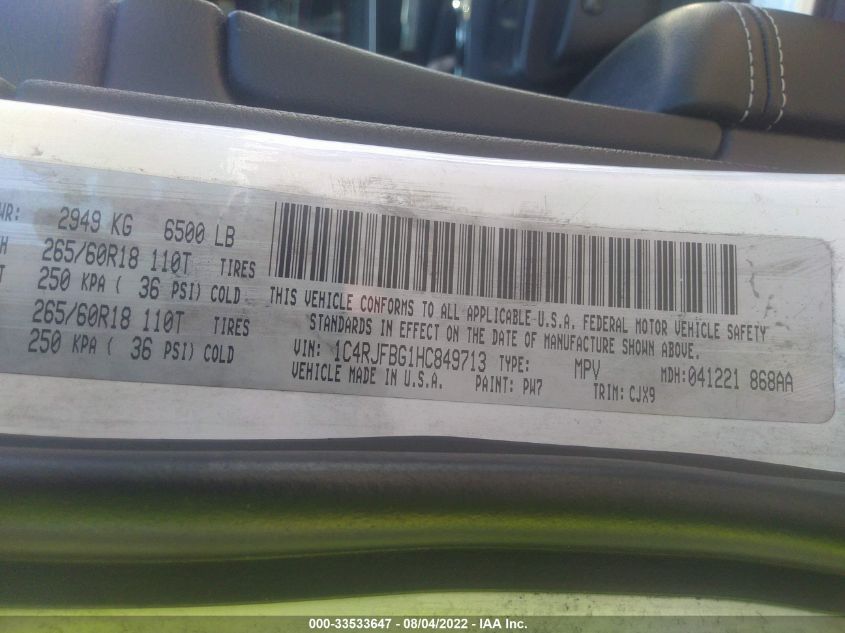 WR: 2949 KG 6500 LB
H 265/60R18 110T TIRES
T 250 KPA ( 36 PSI) COLD
265/60R18 110T TIRES
250 KPA ( 36 PSI) COLD
THIS VEHICLE CONFORMS TO ALL APPLICABLE-U.S.A. FEDERAL MOTOR VEHICLE SAFETY
STANDARDS IN EFFECT ON THE DATE OF MANUFACTURE SHOWN ABOVE.
VIN: 1C4RJFBG1HC849713 TYPE: MPV MDH:041221 868AA
VEHICLE MADE IN U.S.A. PAINT: PW7 TRIM: CJX9
000-33533647 - 08/04/2022 - IAA Inc.